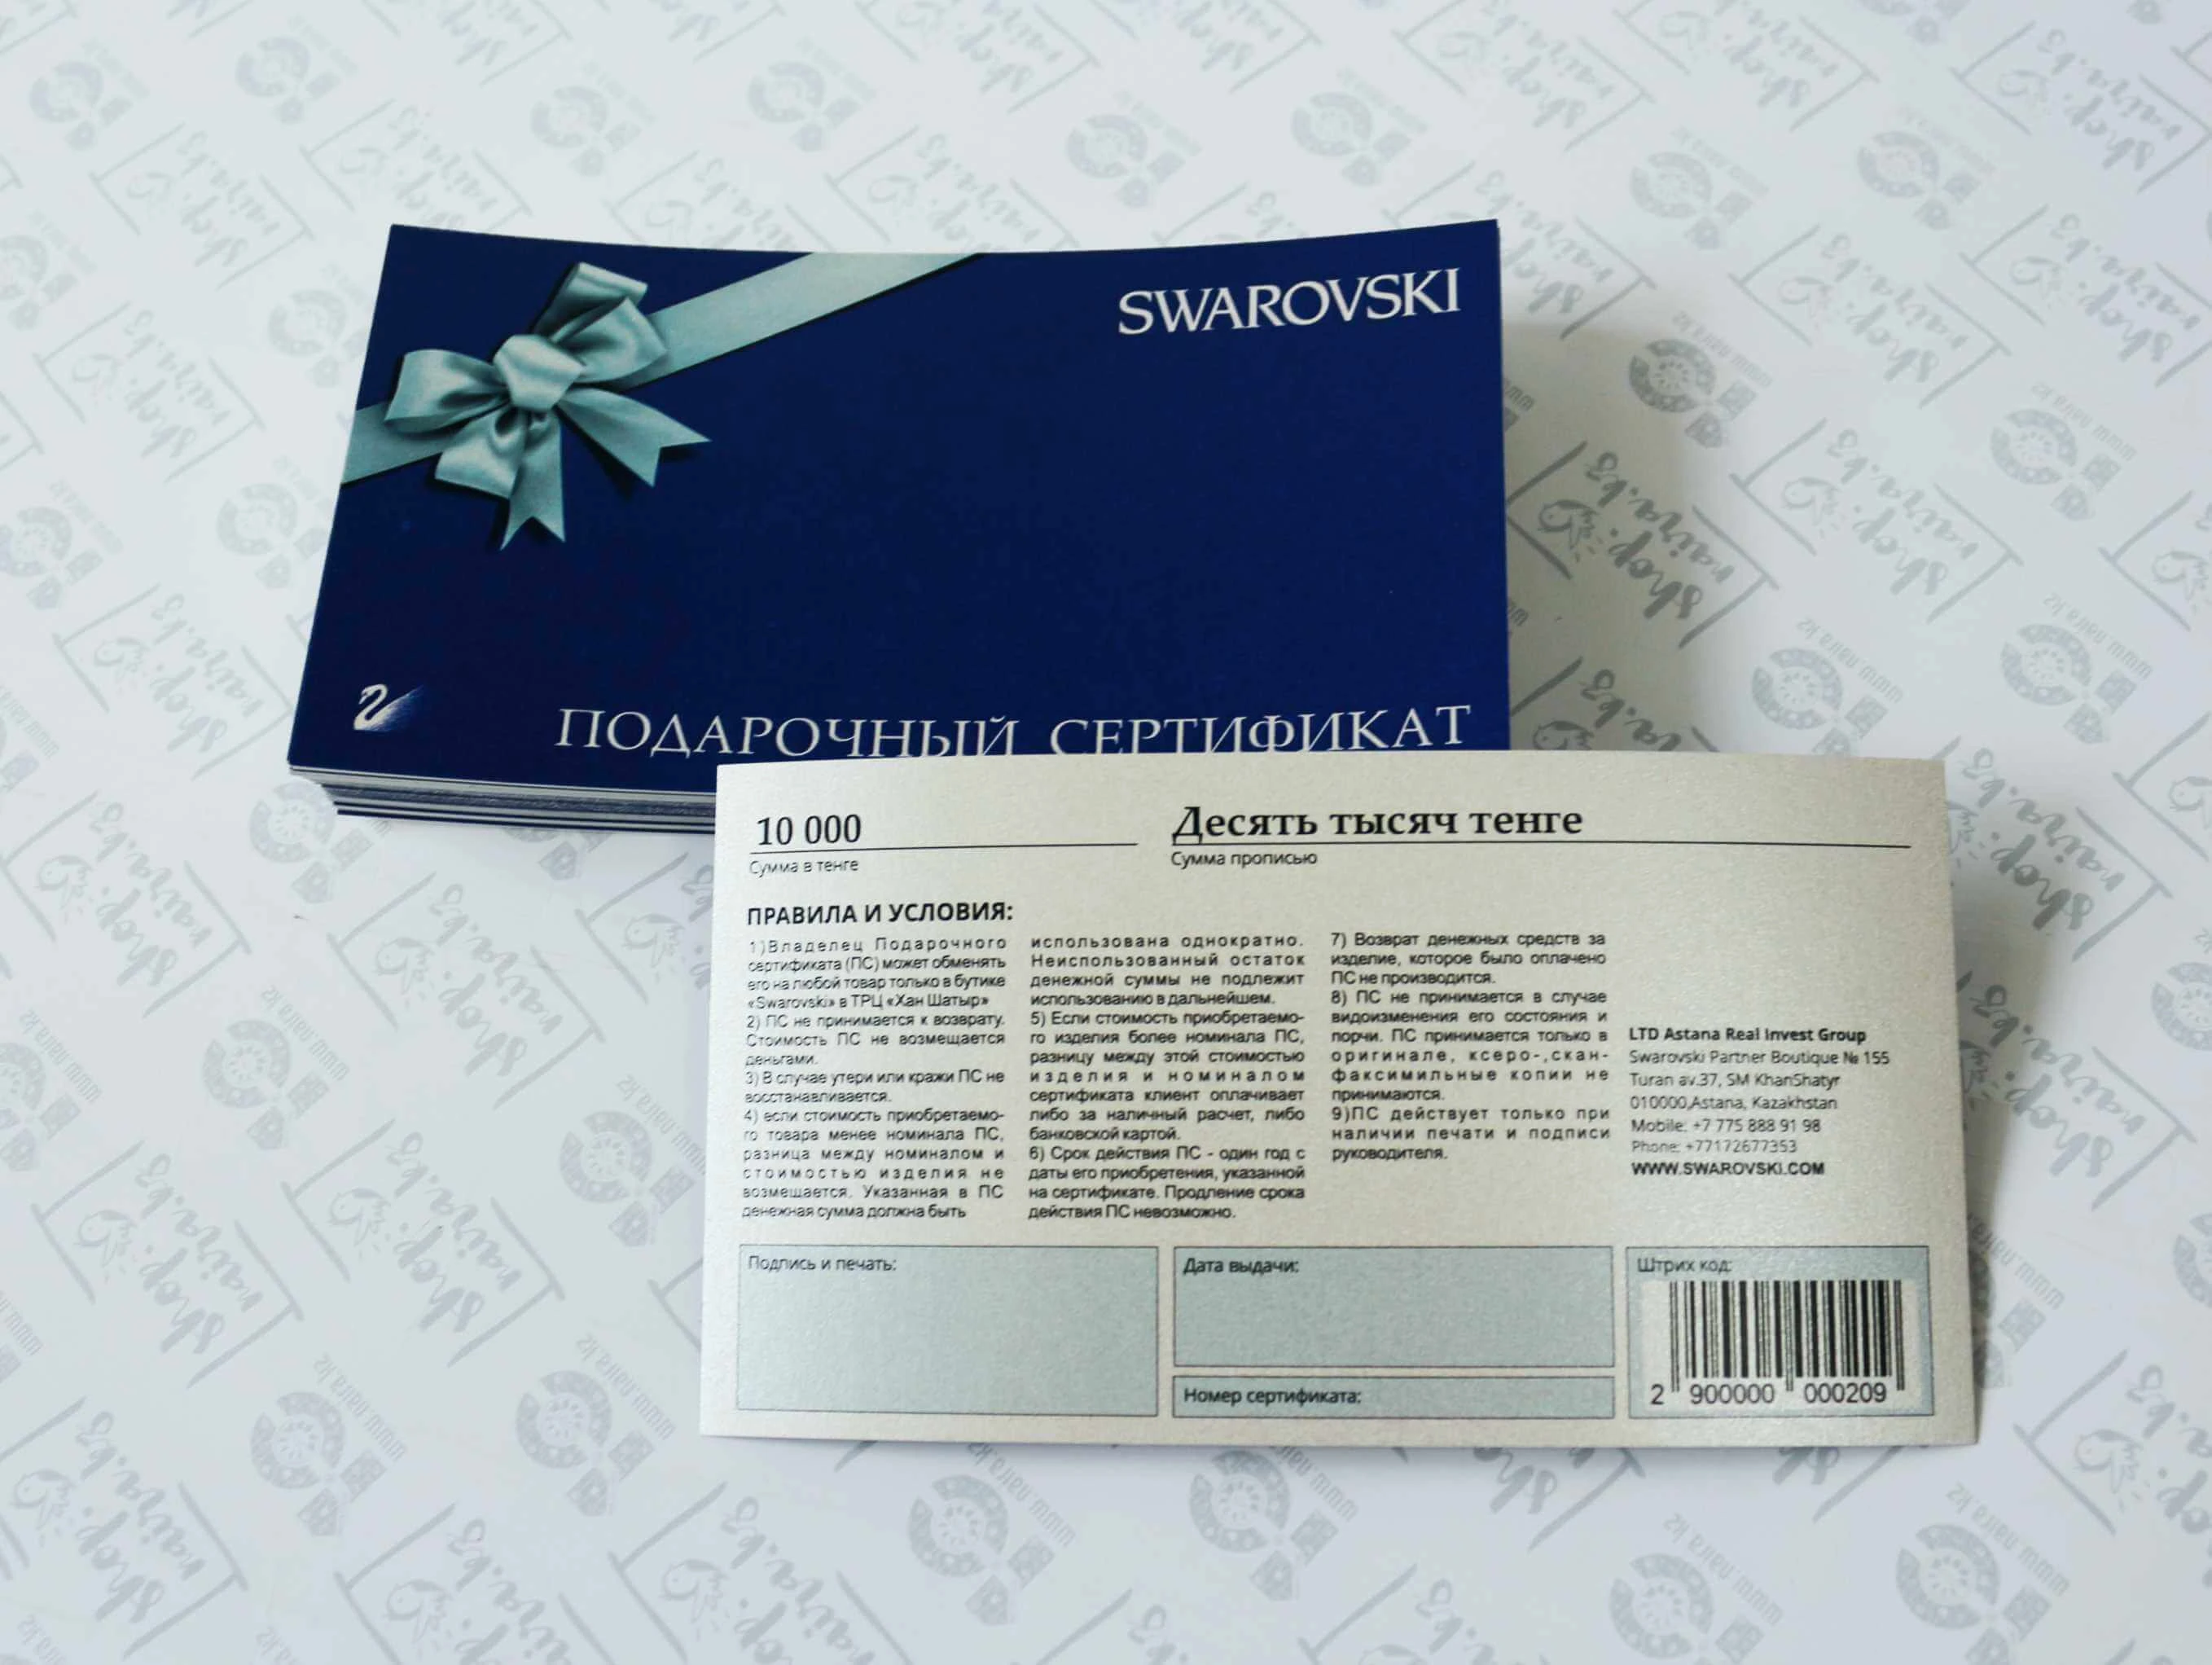 SWAROVSKI
ПОДАРОЧНЫЙ СЕРТИФИКАТ
10 000
Сумма в тенге
Десять тысяч тенге
Сумма прописью
ПРАВИЛА И УСЛОВИЯ:
1)Владелец Подарочного
сертификата (ПС) может обменять
его на любой товар только в бутике
«Swarovski» в ТРЦ «Хан Шатыр»
2) ПС не принимается к возврату.
Стоимость ПС не возмещается
деньгами.
3) В случае утери или кражи ПС не
восстанавливается.
4) если стоимость приобретаемо-
го товара менее номинала ПС,
разница между номиналом и
стоимостью изделия не
возмещается. Указанная в ПС
денежная сумма должна быть
использована однократно.
Неиспользованный остаток
денежной суммы не подлежит
использованию в дальнейшем.
5) Если стоимость приобретаемо-
го изделия более номинала ПС,
разницу между этой стоимостью
изделия и номиналом
сертификата клиент оплачивает
либо за наличный расчет, либо
банковской картой.
6) Срок действия ПС - один год с
даты его приобретения, указанной
на сертификате. Продление срока
действия ПС невозможно.
7) Возврат денежных средств за
изделие, которое было оплачено
ПС не производится.
8) ПС не принимается в случае
видоизменения его состояния и
порчи. ПС принимается только в
оригинале, ксеро-,скан-
факсимильные копии не
принимаются.
9)ПС действует только при
наличии печати и подписи
руководителя.
LTD Astana Real Invest Group
Swarovski Partner Boutique № 155
Turan av.37, SM KhanShatyr
010000,Astana, Kazakhstan
Mobile: +7 775 888 91 98
Phone: +77172677353
WWW.SWAROVSKI.COM
Подпись и печать:
Дата выдачи:
Номер сертификата:
Штрих код:
2 900000 000209
shop.
naira.kz
www.naira.kz